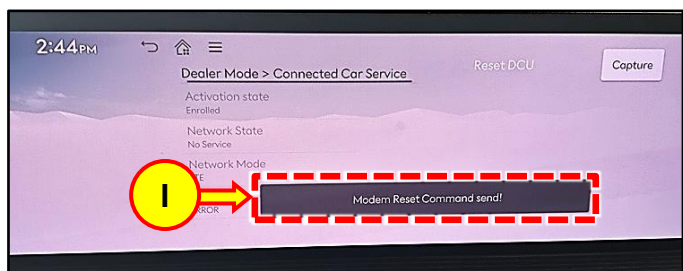 2:44PM
Dealer Mode > Connected Car Service
Reset DCU
Capture
Activation state
Enrolled
Network State
No Service
Network Mode
I
Modem Reset Command send!